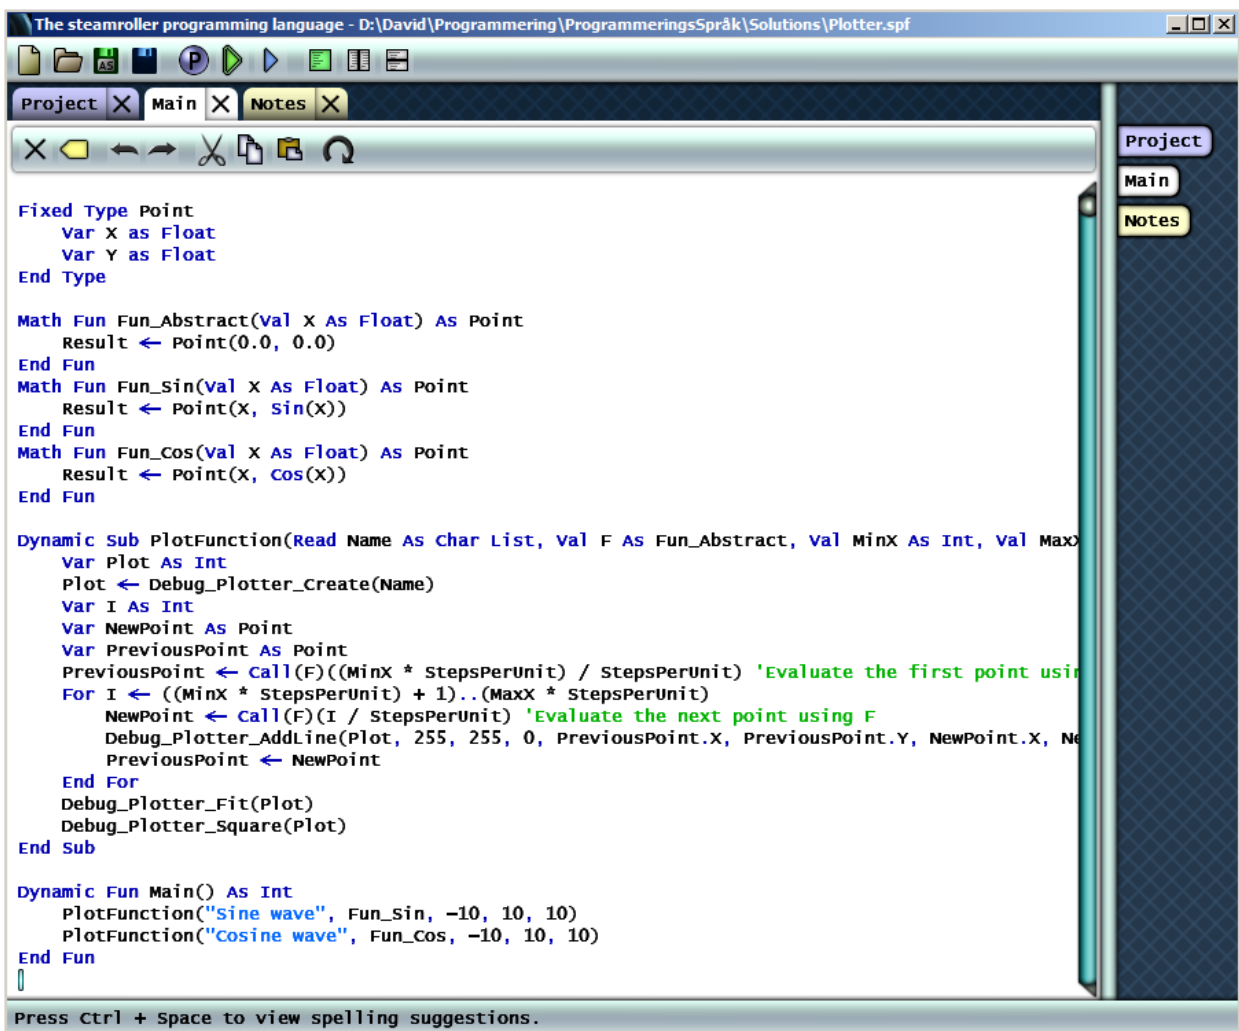 The steamroller programming language - D:\David\Programmering\ProgrammeringsSpråk\Solutions\Plotter.spf
AS P
Project Main Notes
Project
Main
Notes
Fixed Type Point
    Var X as Float
    Var Y as Float
End Type
Math Fun Fun_Abstract(Val X As Float) As Point
    Result ← Point(0.0, 0.0)
End Fun
Math Fun Fun_Sin(Val X As Float) As Point
    Result ← Point(X, Sin(X))
End Fun
Math Fun Fun_Cos(Val X As Float) As Point
    Result ← Point(X, Cos(X))
End Fun
Dynamic Sub PlotFunction(Read Name As Char List, Val F As Fun_Abstract, Val MinX As Int, Val MaxX
    Var Plot As Int
    Plot ← Debug_Plotter_Create(Name)
    Var I As Int
    Var NewPoint As Point
    Var PreviousPoint As Point
    PreviousPoint ← Call(F)((MinX * StepsPerUnit) / StepsPerUnit) 'Evaluate the first point usin
    For I ← ((MinX * StepsPerUnit) + 1)..(MaxX * StepsPerUnit)
        NewPoint ← Call(F)(I / StepsPerUnit) 'Evaluate the next point using F
        Debug_Plotter_AddLine(Plot, 255, 255, 0, PreviousPoint.X, PreviousPoint.Y, NewPoint.X, Ne
        PreviousPoint ← NewPoint
    End For
    Debug_Plotter_Fit(Plot)
    Debug_Plotter_Square(Plot)
End Sub
Dynamic Fun Main() As Int
    PlotFunction("Sine wave", Fun_Sin, −10, 10, 10)
    PlotFunction("Cosine wave", Fun_Cos, −10, 10, 10)
End Fun
Press Ctrl + Space to view spelling suggestions.